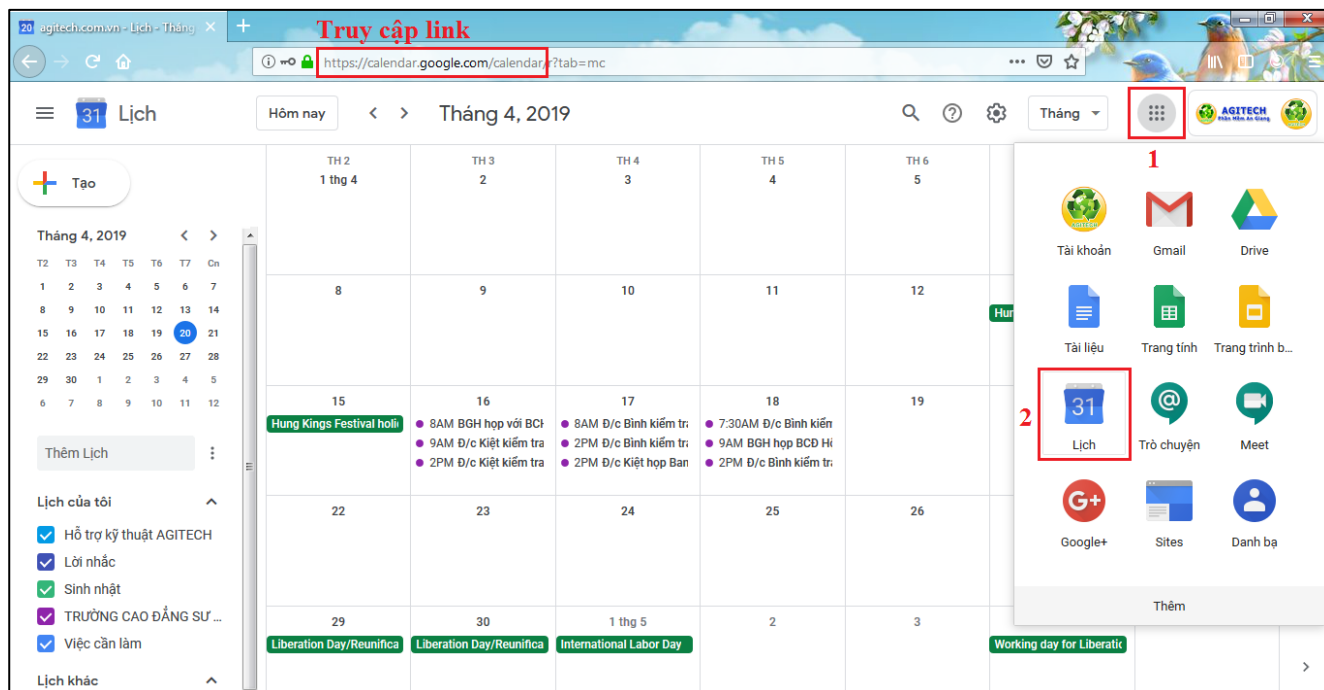 20 agitech.com.vn - Lịch - Tháng
Truy cập link
https://calendar.google.com/calendar/r?tab=mc
31 Lịch Hôm nay Tháng 4, 2019 Tháng AGITECH
Phần Mềm An Giang
1
Tạo
Tháng 4, 2019
T2 T3 T4 T5 T6 T7 Cn
1 2 3 4 5 6 7
8 9 10 11 12 13 14
15 16 17 18 19 20 21
22 23 24 25 26 27 28
29 30 1 2 3 4 5
6 7 8 9 10 11 12
Thêm Lịch
Lịch của tôi
Hỗ trợ kỹ thuật AGITECH
Lời nhắc
Sinh nhật
TRƯỜNG CAO ĐẲNG SƯ ...
Việc cần làm
Lịch khác
TH 2 TH 3 TH 4 TH 5 TH 6
1 thg 4 2 3 4 5
8 9 10 11 12
Hun
15 16 17 18 19
Hung Kings Festival holi 8AM BGH họp với BCH 8AM Đ/c Bình kiểm tra 7:30AM Đ/c Bình kiểm
9AM Đ/c Kiệt kiểm tra 2PM Đ/c Bình kiểm tra 9AM BGH họp BCĐ Hộ
2PM Đ/c Kiệt kiểm tra 2PM Đ/c Kiệt họp Ban 2PM Đ/c Bình kiểm tra
22 23 24 25 26
29 30 1 thg 5 2 3
Liberation Day/Reunifica Liberation Day/Reunifica International Labor Day Working day for Liberatic
AGITECH
Tài khoản Gmail Drive
Tài liệu Trang tính Trang trình b...
2
31
Lịch Trò chuyện Meet
G+
Google+ Sites Danh bạ
Thêm